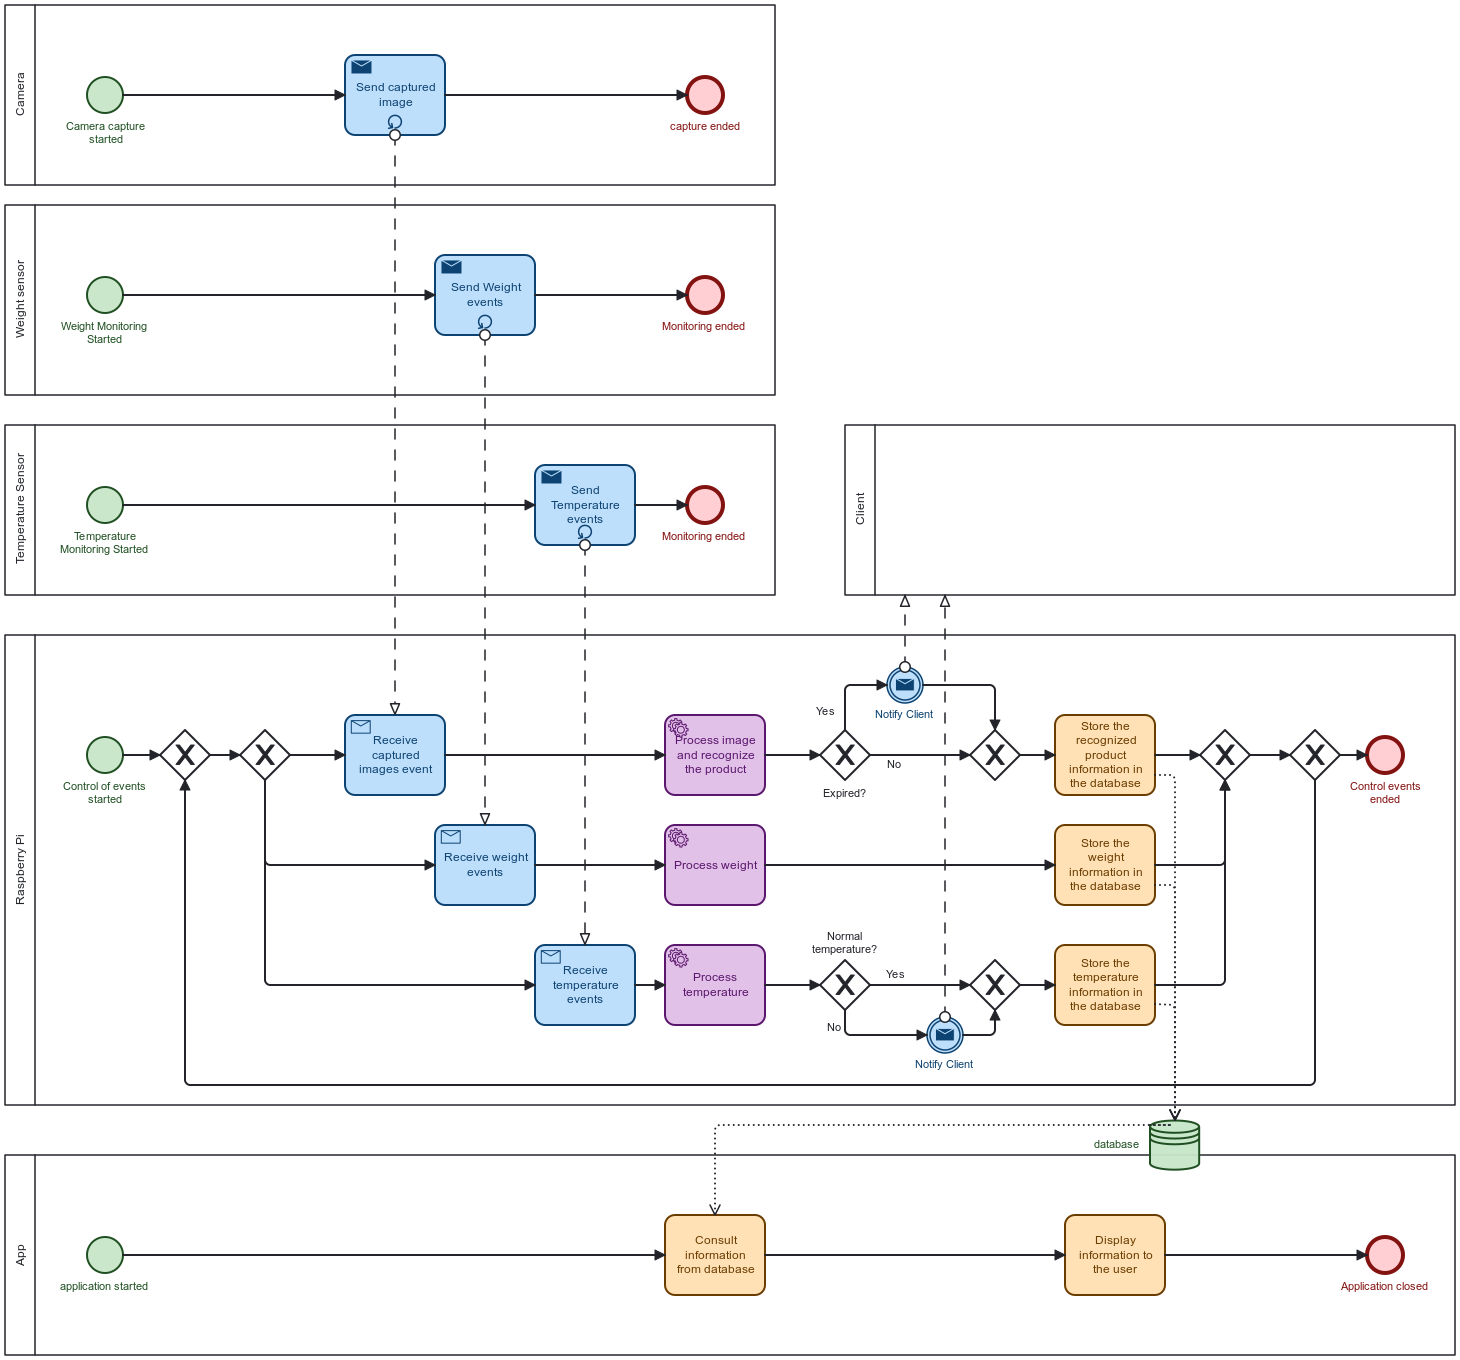 Camera
Send captured
image
Camera capture
started
capture ended
Weight sensor
Send Weight
events
Weight Monitoring
Started
Monitoring ended
Temperature Sensor
Send
Temperature
events
Temperature
Monitoring Started
Monitoring ended
Client
Raspberry Pi
Control of events
started
Receive
captured
images event
Process image
and recognize
the product
Yes
No
Expired?
Notify Client
Store the
recognized
product
information in
the database
Control events
ended
Receive weight
events
Process weight
Store the
weight
information in
the database
Receive
temperature
events
Process
temperature
Normal
temperature?
Yes
No
Notify Client
Store the
temperature
information in
the database
database
App
application started
Consult
information
from database
Display
information to
the user
Application closed